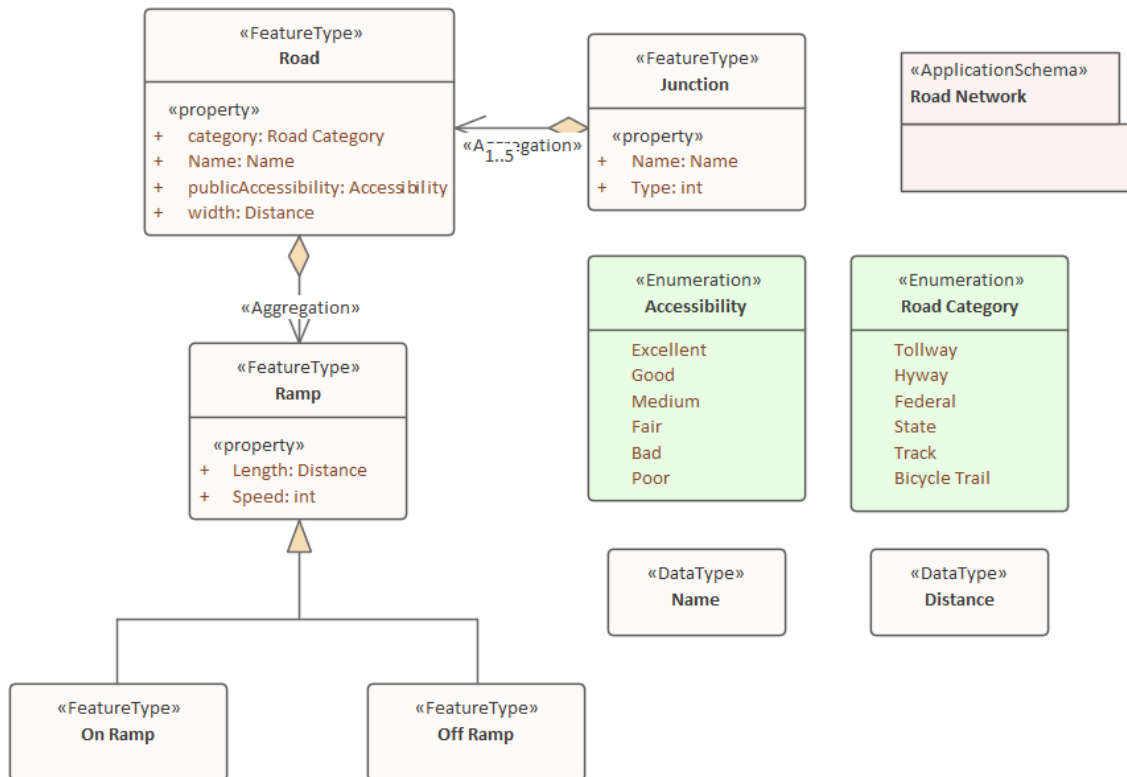 «FeatureType»
Road
«property»
+ category: Road Category
+ Name: Name
+ publicAccessibility: Accessibility
+ width: Distance
«FeatureType»
Junction
«property»
+ Name: Name
+ Type: int
«ApplicationSchema»
Road Network
«Aggregation»
1..5
«Aggregation»
«FeatureType»
Ramp
«property»
+ Length: Distance
+ Speed: int
«Enumeration»
Accessibility
Excellent
Good
Medium
Fair
Bad
Poor
«Enumeration»
Road Category
Tollway
Hyway
Federal
State
Track
Bicycle Trail
«DataType»
Name
«DataType»
Distance
«FeatureType»
On Ramp
«FeatureType»
Off Ramp